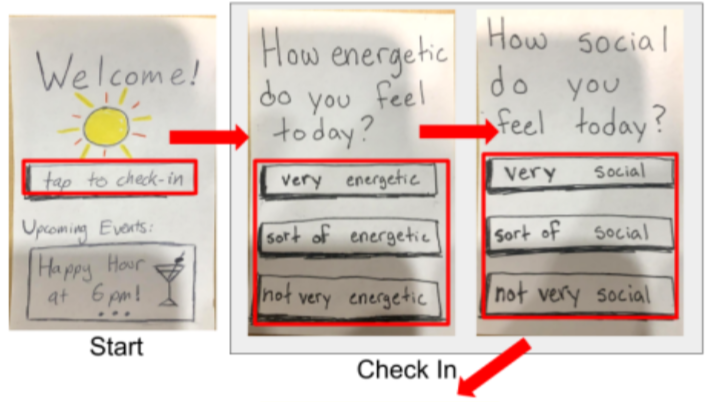 Welcome!
tap to check-in
Upcoming Events:
Happy Hour
at 6pm!
...
Start
How energetic
do you feel
today?
very energetic
sort of energetic
not very energetic
How social
do you
feel today?
very social
sort of social
not very social
Check In